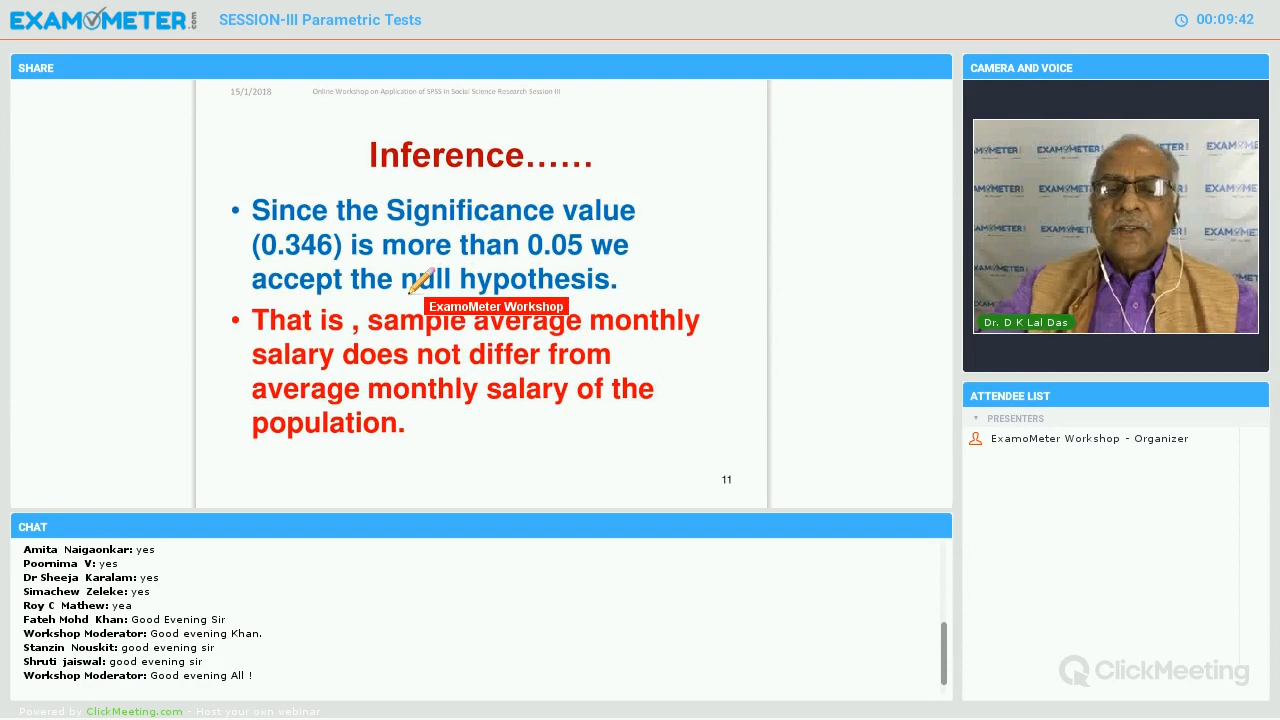 EXAMOMETER.com
SESSION-III Parametric Tests
00:09:42
SHARE
15/1/2018
Online Workshop on Application of SPSS in Social Science Research Session III
Inference……
• Since the Significance value
(0.346) is more than 0.05 we
accept the null hypothesis.
ExamoMeter Workshop
• That is , sample average monthly
salary does not differ from
average monthly salary of the
population.
11
CAMERA AND VOICE
EXAMOMETER
Dr. D K Lal Das
ATTENDEE LIST
PRESENTERS
ExamoMeter Workshop - Organizer
CHAT
Amita Naigaonkar: yes
Poornima V: yes
Dr Sheeja Karalam: yes
Simachew Zeleke: yes
Roy C Mathew: yea
Fateh Mohd Khan: Good Evening Sir
Workshop Moderator: Good evening Khan.
Stanzin Nouskit: good evening sir
Shruti jaiswal: good evening sir
Workshop Moderator: Good evening All !
ClickMeeting
Powered by ClickMeeting.com - Host your own webinar